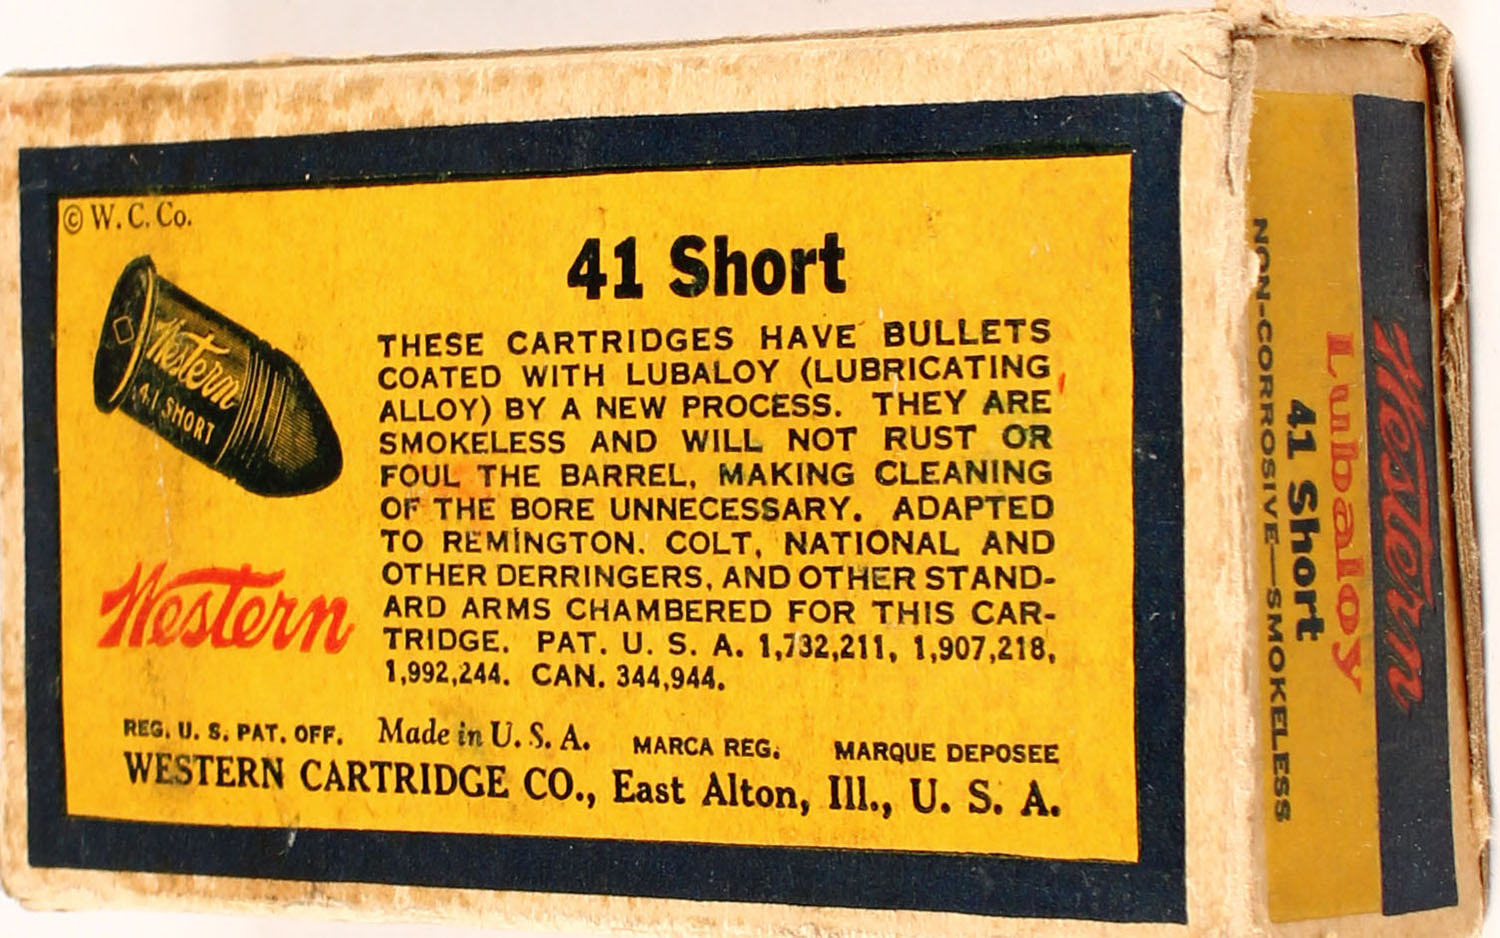 © W. C. Co.
41 Short
Western
41 SHORT
THESE CARTRIDGES HAVE BULLETS
COATED WITH LUBALOY (LUBRICATING
ALLOY) BY A NEW PROCESS. THEY ARE
SMOKELESS AND WILL NOT RUST OR
FOUL THE BARREL, MAKING CLEANING
OF THE BORE UNNECESSARY. ADAPTED
TO REMINGTON. COLT, NATIONAL AND
OTHER DERRINGERS, AND OTHER STAND-
ARD ARMS CHAMBERED FOR THIS CAR-
TRIDGE. PAT. U. S. A. 1,732,211, 1,907,218,
1,992,244. CAN. 344,944.
Western
REG. U. S. PAT. OFF. Made in U. S. A. MARCA REG. MARQUE DEPOSEE
WESTERN CARTRIDGE CO., East Alton, Ill., U. S. A.
Western
Lubaloy
41 Short
NON-CORROSIVE—SMOKELESS